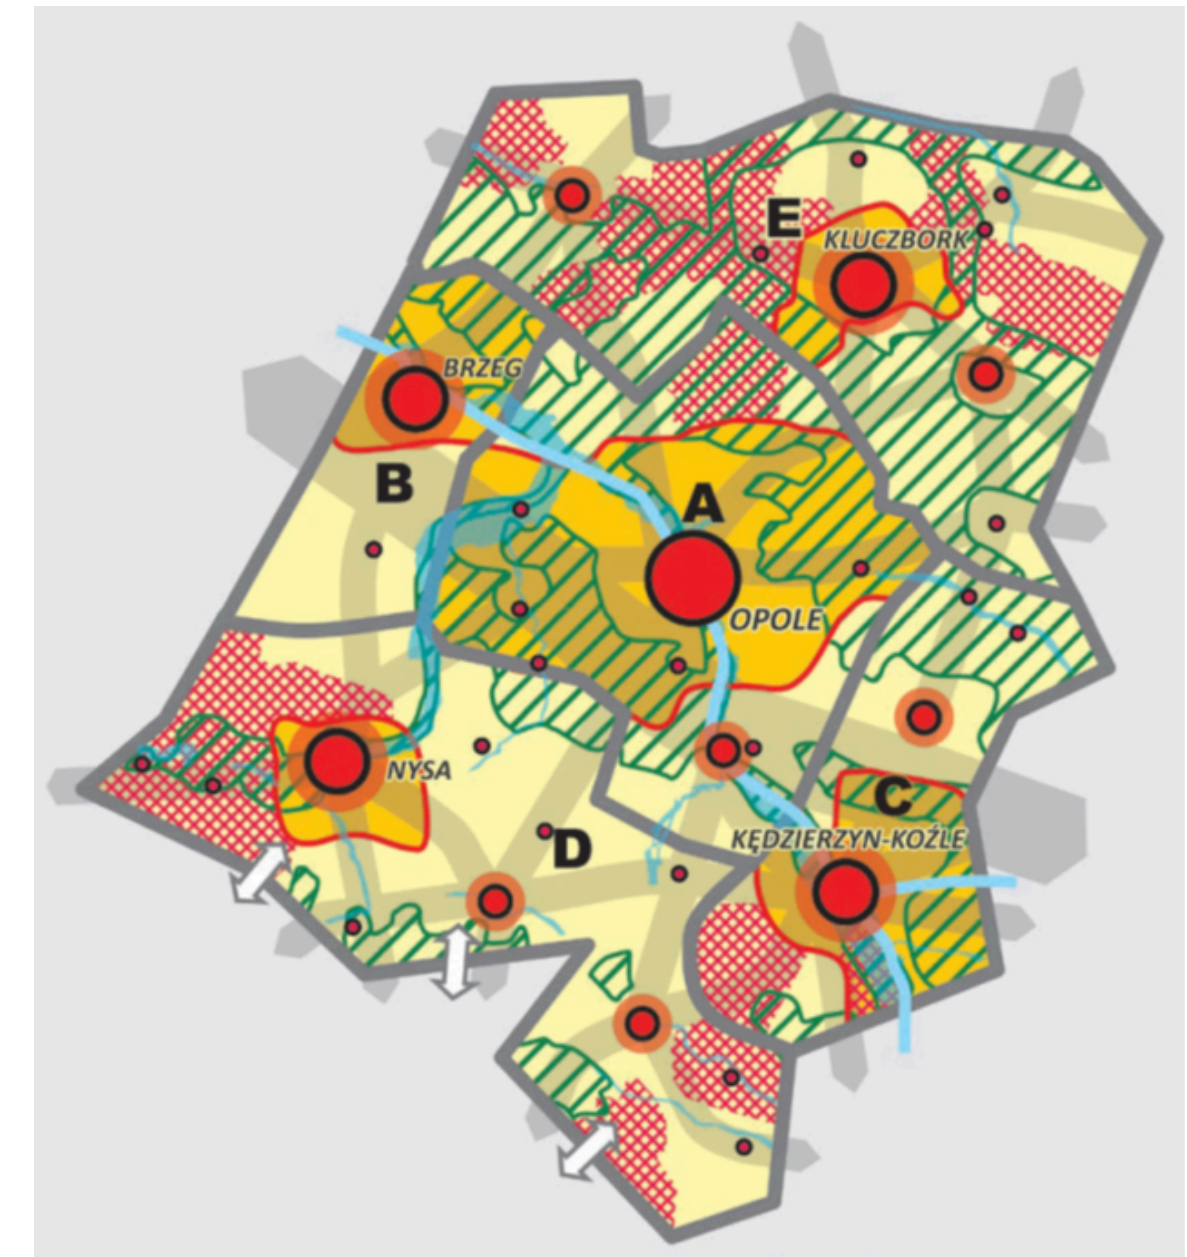 E
KLUCZBORK
BRZEG
B
A
OPOLE
NYSA
C
D
KĘDZIERZYN-KOŹLE